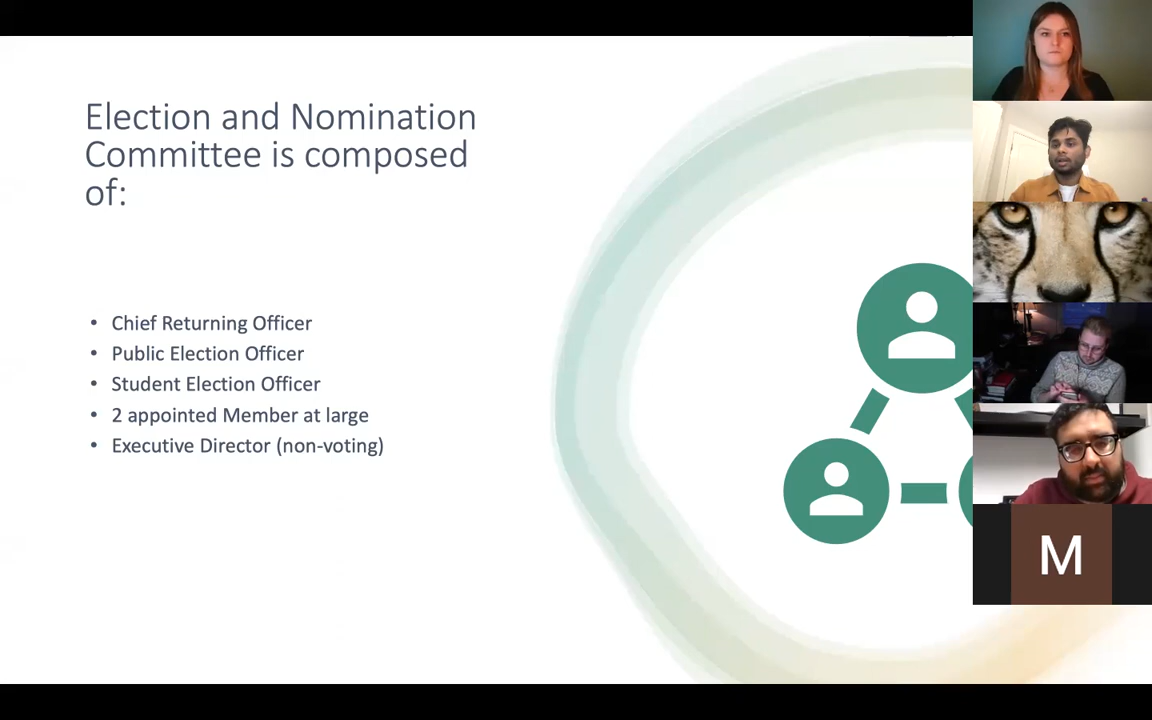 Election and Nomination
Committee is composed
of:
• Chief Returning Officer
• Public Election Officer
• Student Election Officer
• 2 appointed Member at large
• Executive Director (non-voting)
M